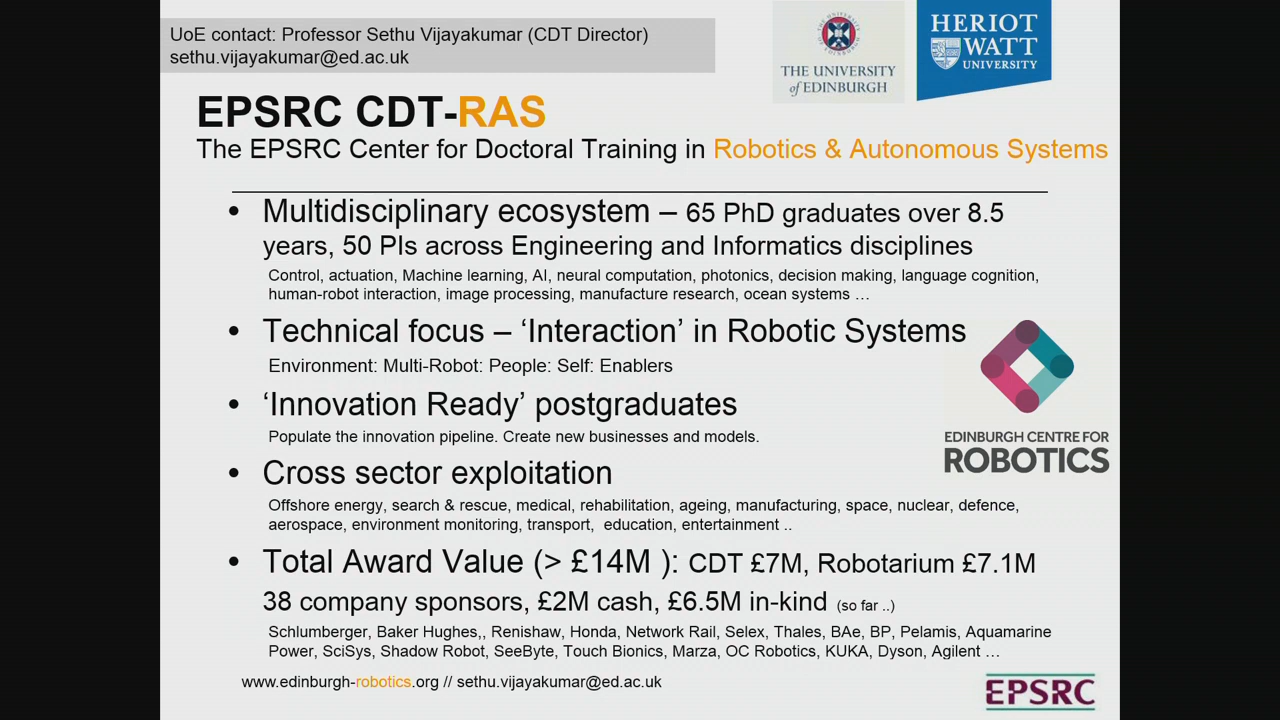 UoE contact: Professor Sethu Vijayakumar (CDT Director)
sethu.vijayakumar@ed.ac.uk
THE UNIVERSITY
of EDINBURGH
HERIOT
WATT
UNIVERSITY
EPSRC CDT-RAS
The EPSRC Center for Doctoral Training in Robotics & Autonomous Systems
• Multidisciplinary ecosystem – 65 PhD graduates over 8.5
years, 50 PIs across Engineering and Informatics disciplines
Control, actuation, Machine learning, AI, neural computation, photonics, decision making, language cognition,
human-robot interaction, image processing, manufacture research, ocean systems …
• Technical focus – ‘Interaction’ in Robotic Systems
Environment: Multi-Robot: People: Self: Enablers
• ‘Innovation Ready’ postgraduates
Populate the innovation pipeline. Create new businesses and models.
EDINBURGH CENTRE FOR
ROBOTICS
• Cross sector exploitation
Offshore energy, search & rescue, medical, rehabilitation, ageing, manufacturing, space, nuclear, defence,
aerospace, environment monitoring, transport,  education, entertainment ..
• Total Award Value (> £14M ): CDT £7M, Robotarium £7.1M
38 company sponsors, £2M cash, £6.5M in-kind (so far ..)
Schlumberger, Baker Hughes,, Renishaw, Honda, Network Rail, Selex, Thales, BAe, BP, Pelamis, Aquamarine
Power, SciSys, Shadow Robot, SeeByte, Touch Bionics, Marza, OC Robotics, KUKA, Dyson, Agilent …
www.edinburgh-robotics.org // sethu.vijayakumar@ed.ac.uk
EPSRC